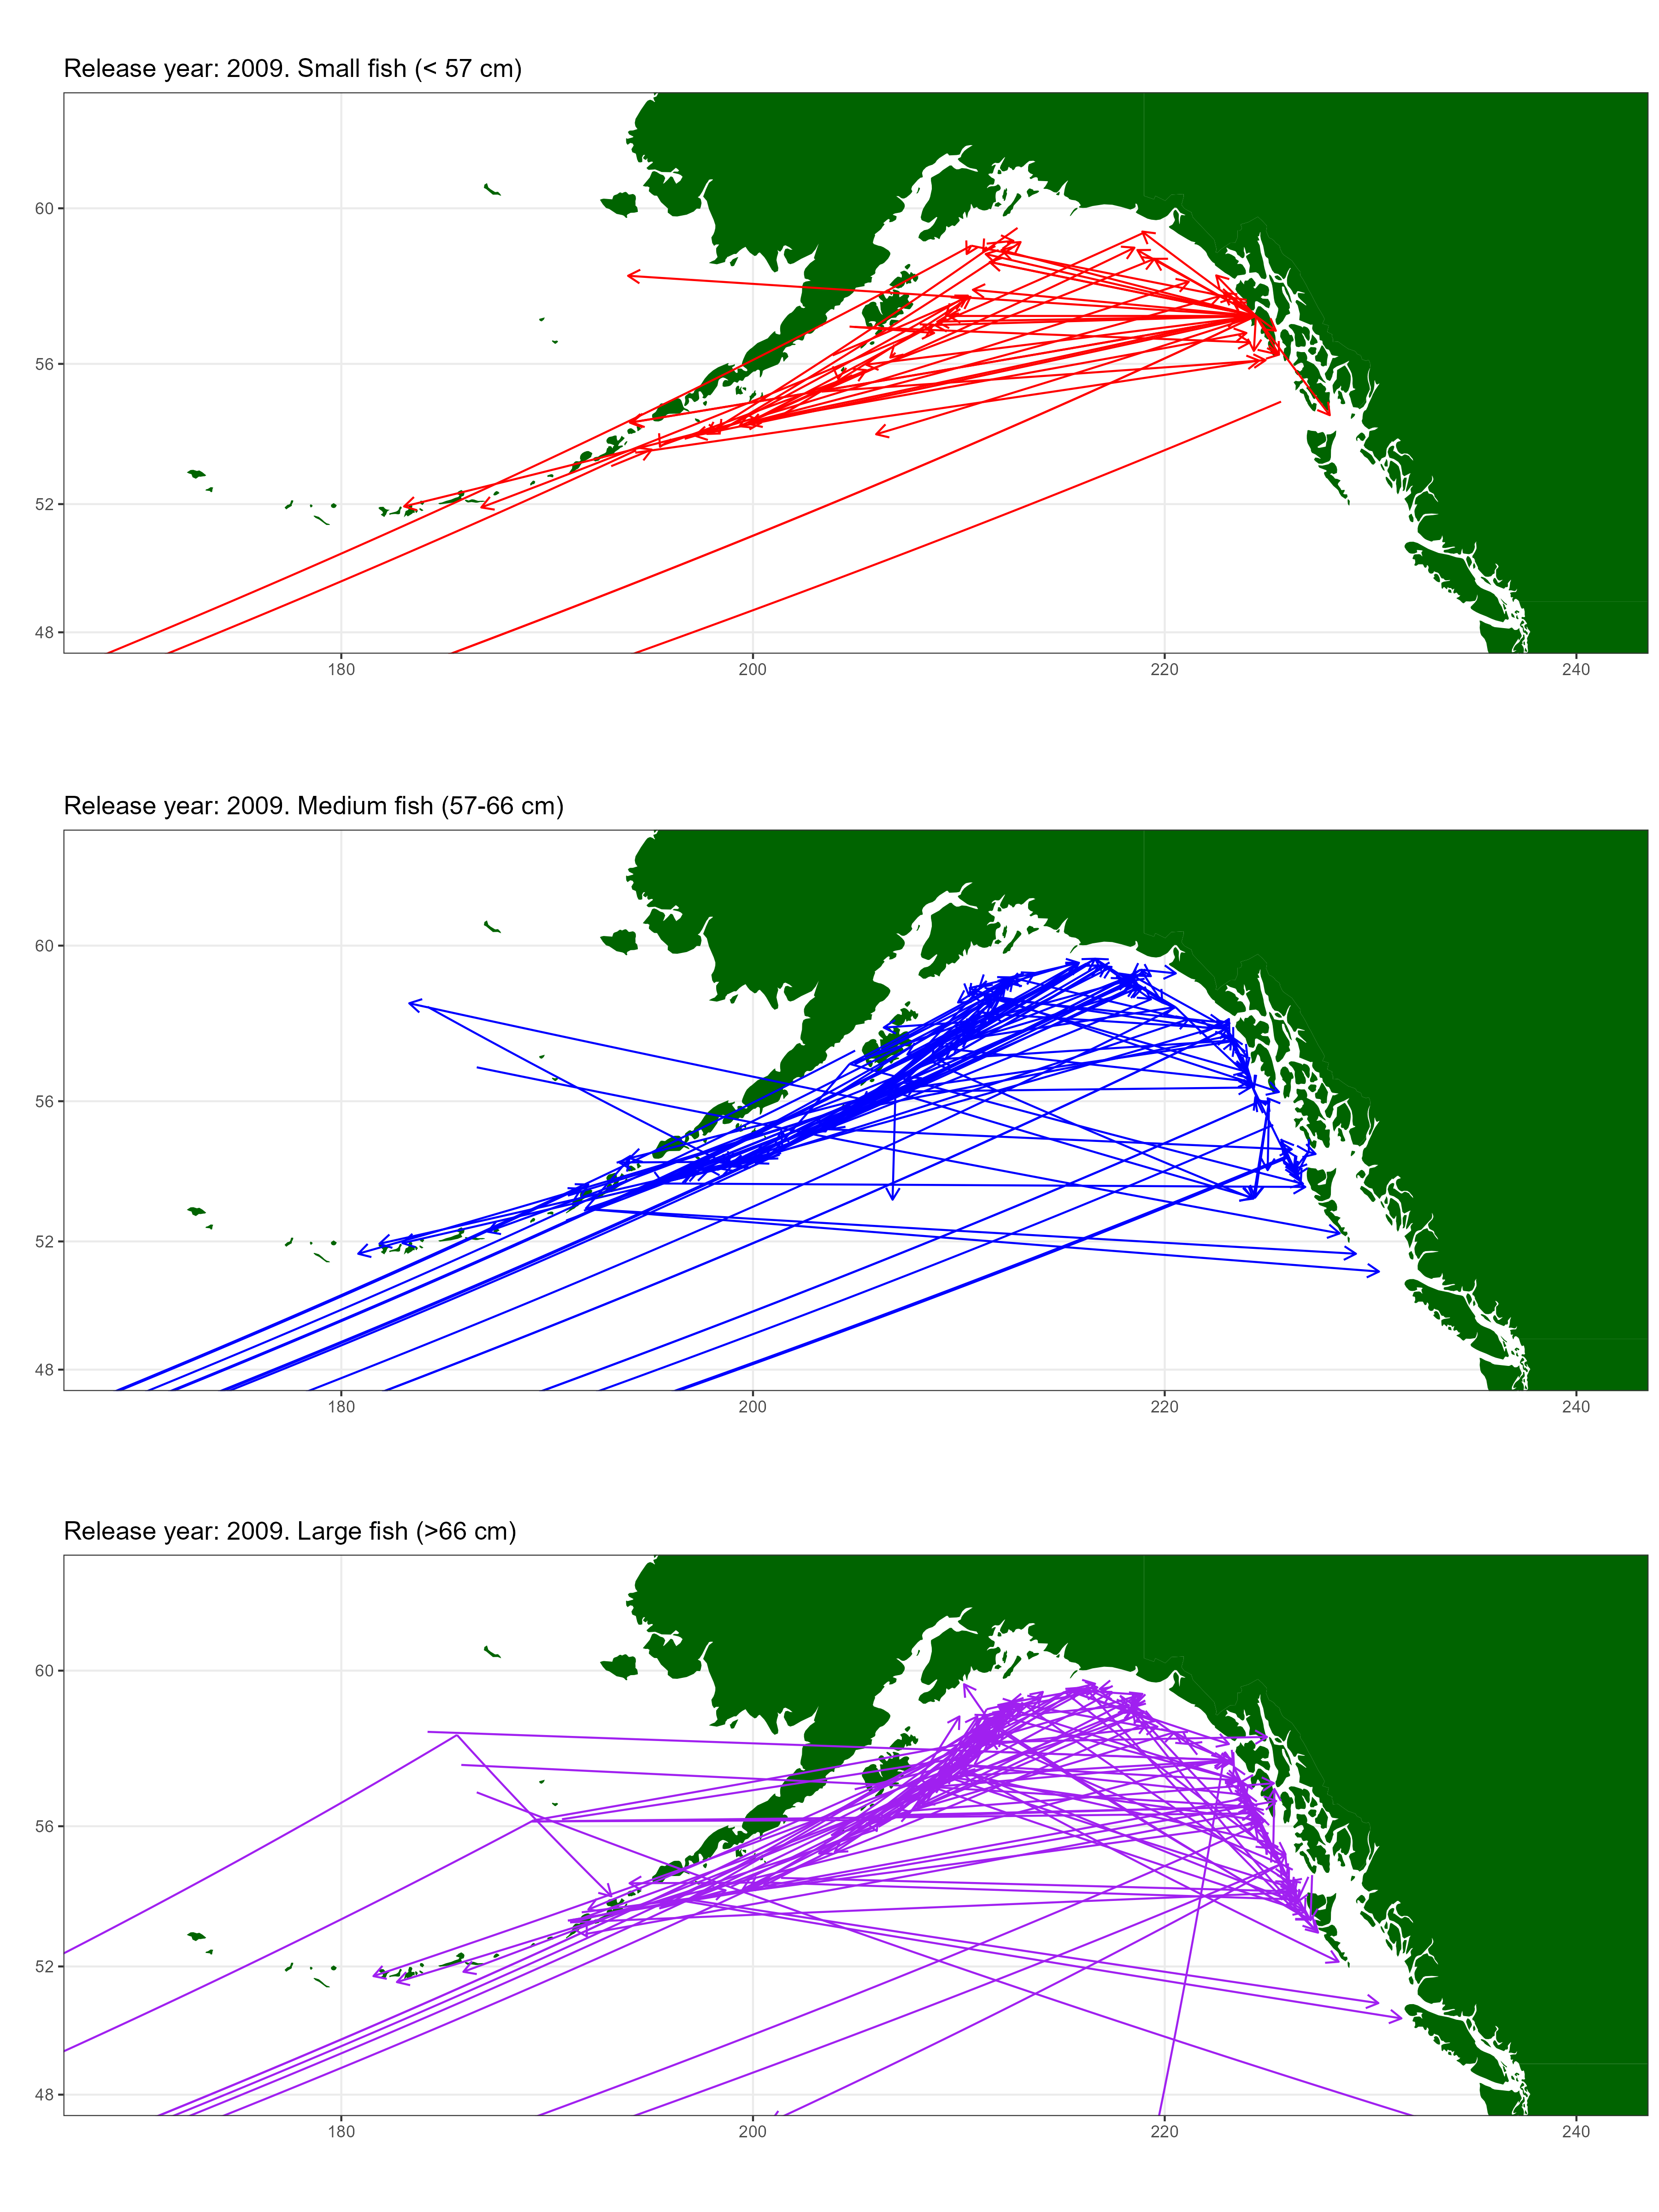 Release year: 2009. Small fish (< 57 cm)
60
56
52
48
180 200 220 240
Release year: 2009. Medium fish (57-66 cm)
60
56
52
48
180 200 220 240
Release year: 2009. Large fish (>66 cm)
60
56
52
48
180 200 220 240